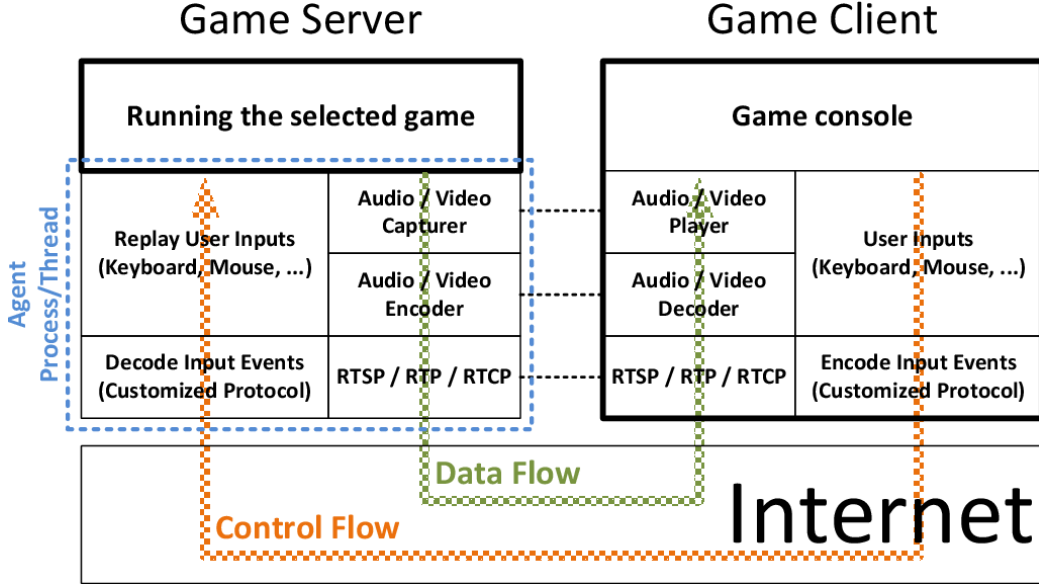 Game Server
Game Client
Running the selected game
Game console
Agent
Process/Thread
Replay User Inputs
(Keyboard, Mouse, ...)
Audio / Video
Capturer
Audio / Video
Player
User Inputs
(Keyboard, Mouse, ...)
Audio / Video
Encoder
Audio / Video
Decoder
Decode Input Events
(Customized Protocol)
RTSP / RTP / RTCP
RTSP / RTP / RTCP
Encode Input Events
(Customized Protocol)
Data Flow
Control Flow
Internet